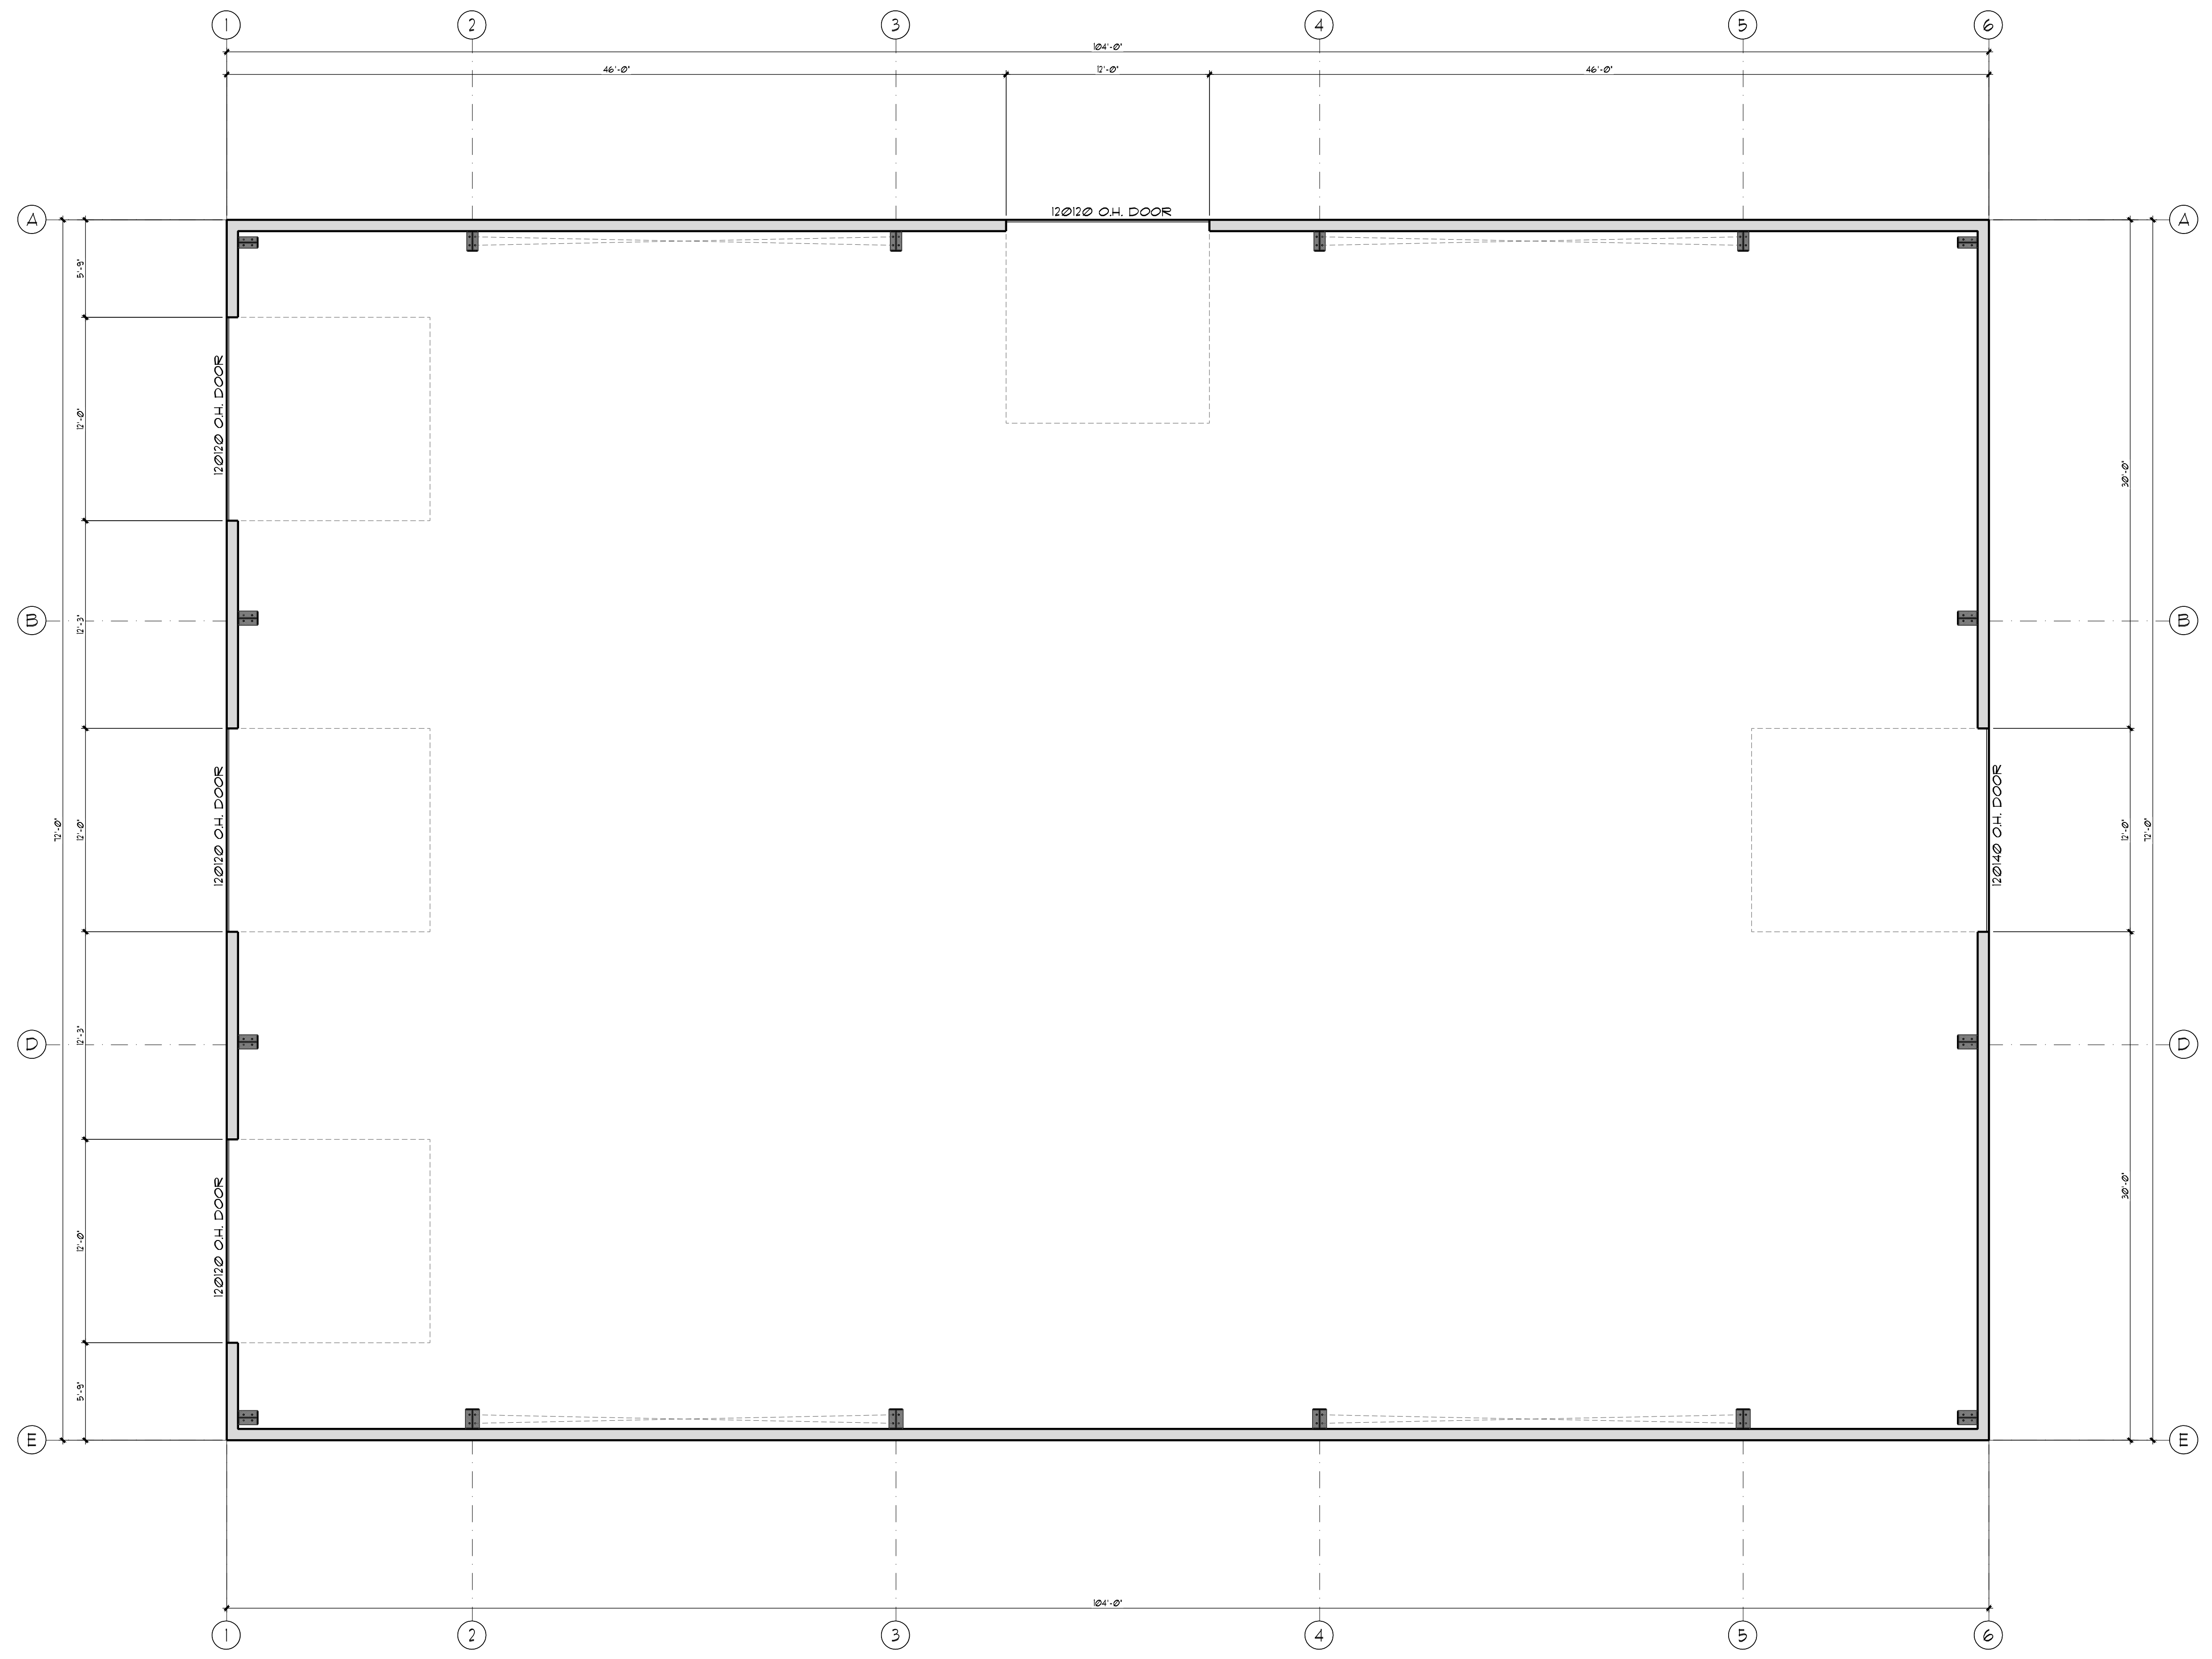 1 2 3 4 5 6
104'-0"
46'-0" 12'-0" 46'-0"
A A
120120 O.H. DOOR
5'-9"
120120 O.H. DOOR
12'-0"
30'-0"
B B
12'-3"
72'-0"
12'-0"
120120 O.H. DOOR
120140 O.H. DOOR
12'-0"
72'-0"
D D
12'-3"
30'-0"
120120 O.H. DOOR
12'-0"
5'-9"
E E
104'-0"
1 2 3 4 5 6